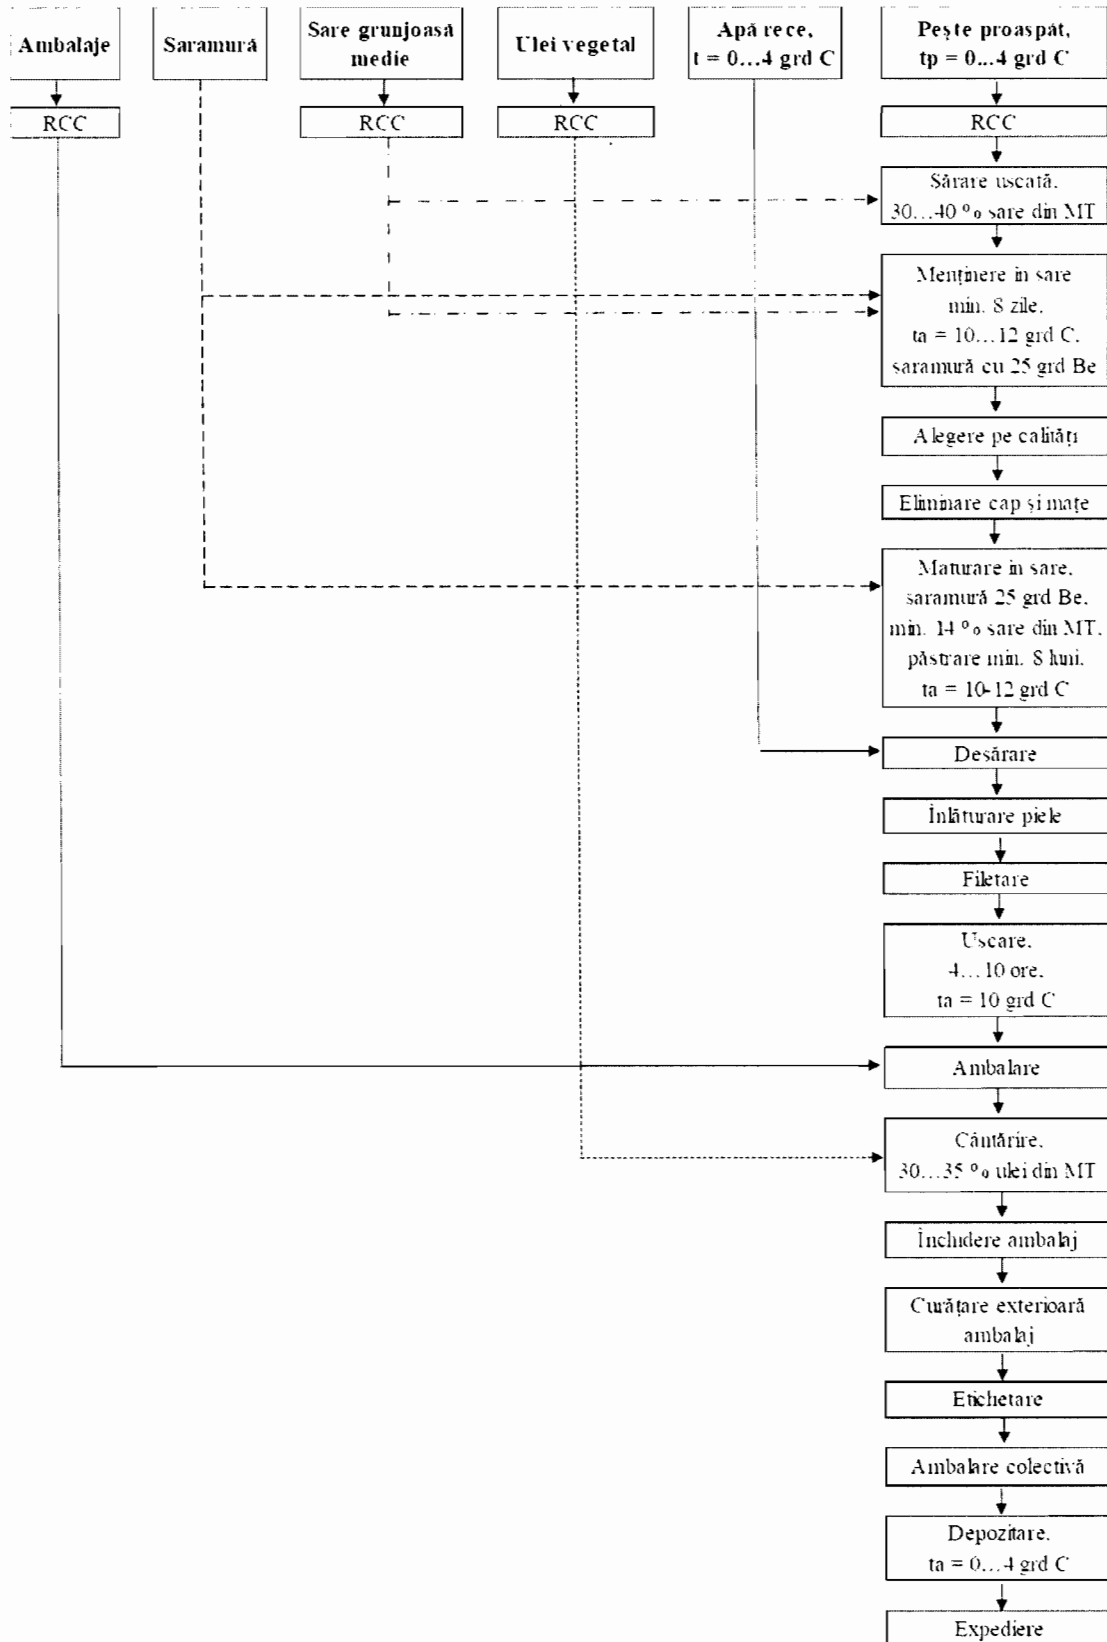 Ambalaje
Saramură
Sare grunjoasă
medie
Ulei vegetal
Apă rece,
t = 0...4 grd C
Pește proaspăt,
tp = 0...4 grd C
RCC
RCC
RCC
RCC
Sărare uscată,
30...40 % sare din MT
Menținere in sare
min. 8 zile,
ta = 10...12 grd C,
saramură cu 25 grd Be
Alegere pe calități
Eliminare cap și mațe
Maturare in sare,
saramură 25 grd Be,
min. 14 % sare din MT,
păstrare min. 8 luni,
ta = 10-12 grd C
Desărare
Înlăturare piele
Filetare
Uscare,
4...10 ore,
ta = 10 grd C
Ambalare
Cântărire,
30...35 % ulei din MT
Închidere ambalaj
Curățare exterioară
ambalaj
Etichetare
Ambalare colectivă
Depozitare,
ta = 0...4 grd C
Expediere